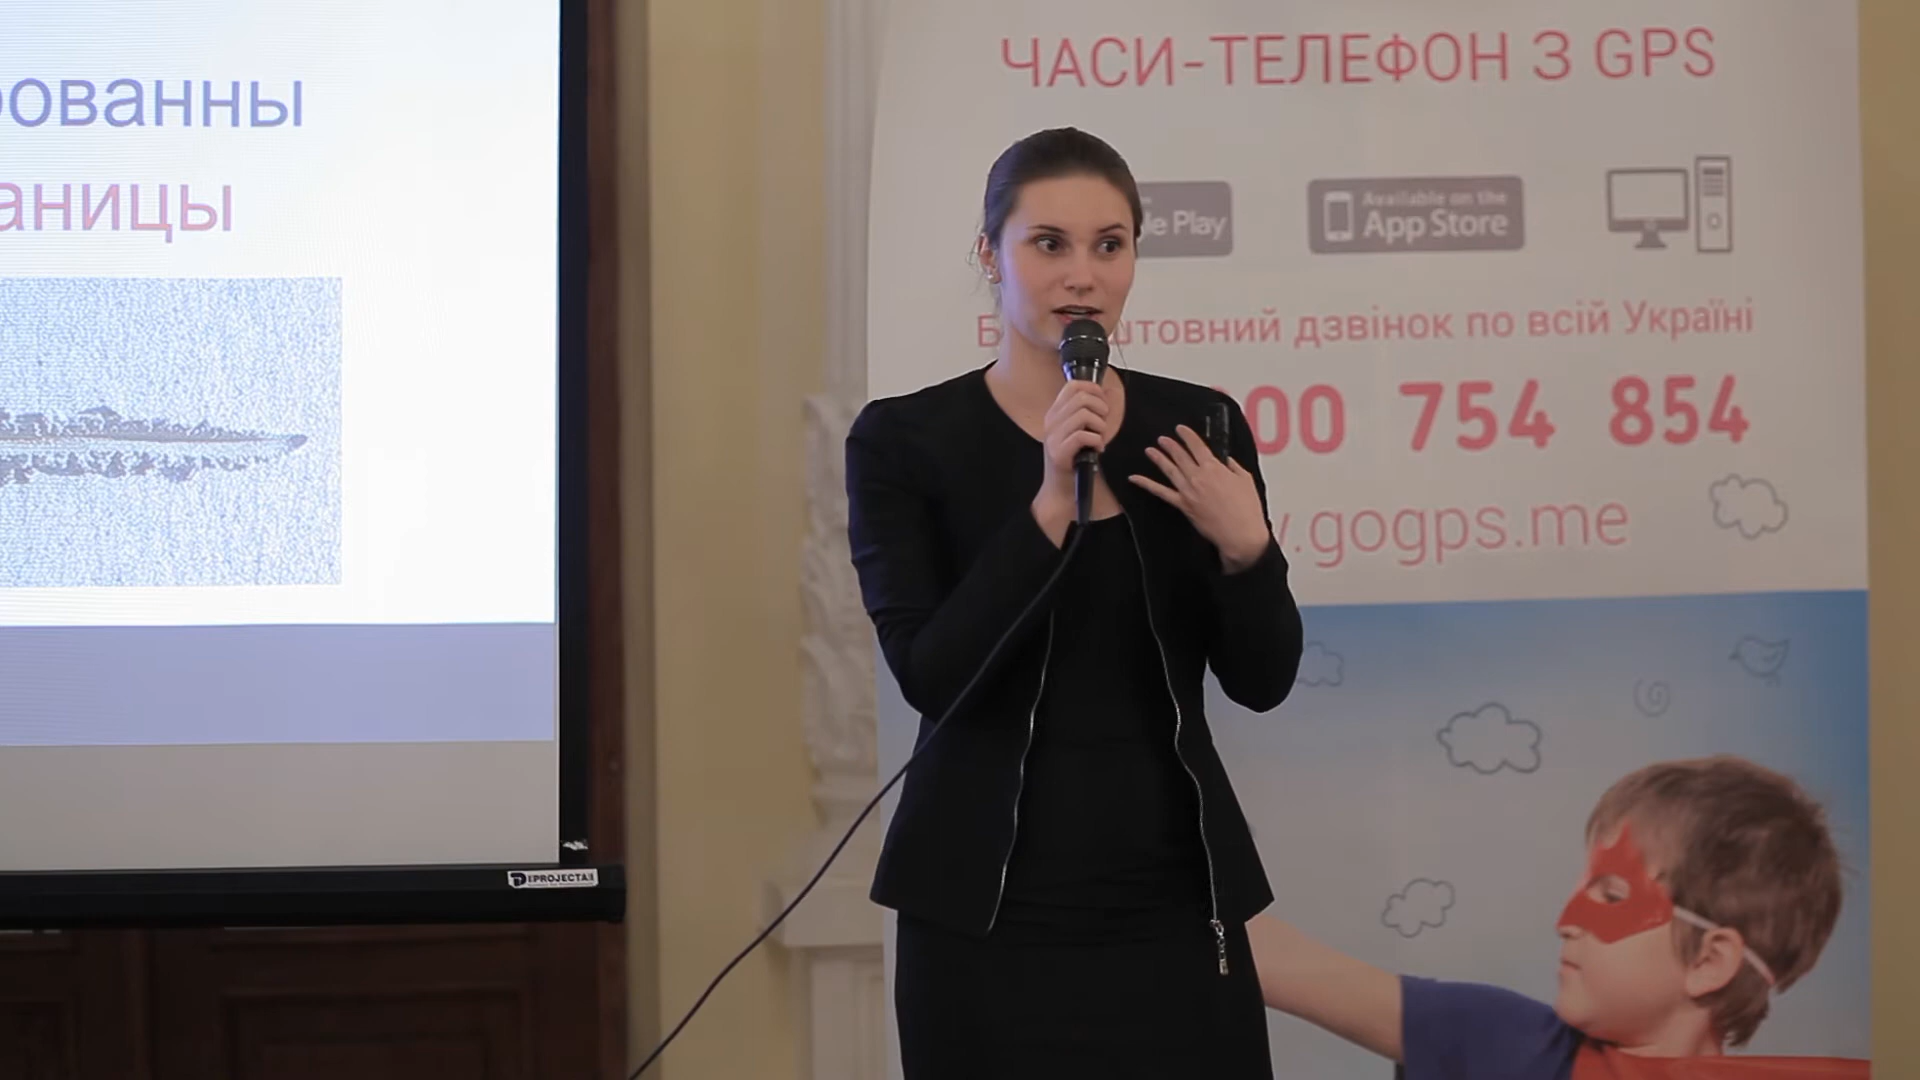 ованны
аницы
PROJECTA
ЧАСИ-ТЕЛЕФОН З GPS
le Play
Available on the
App Store
штовний дзвінок по всій Україні
00 754 854
.gogps.me